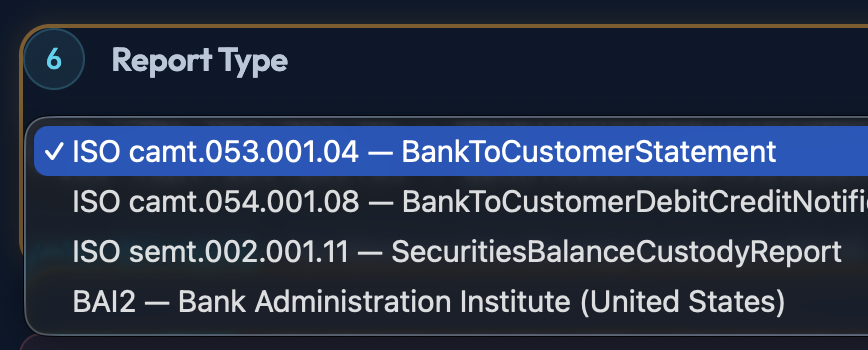 6 Report Type
✓ ISO camt.053.001.04 — BankToCustomerStatement
ISO camt.054.001.08 — BankToCustomerDebitCreditNotifi
ISO semt.002.001.11 — SecuritiesBalanceCustodyReport
BAI2 — Bank Administration Institute (United States)